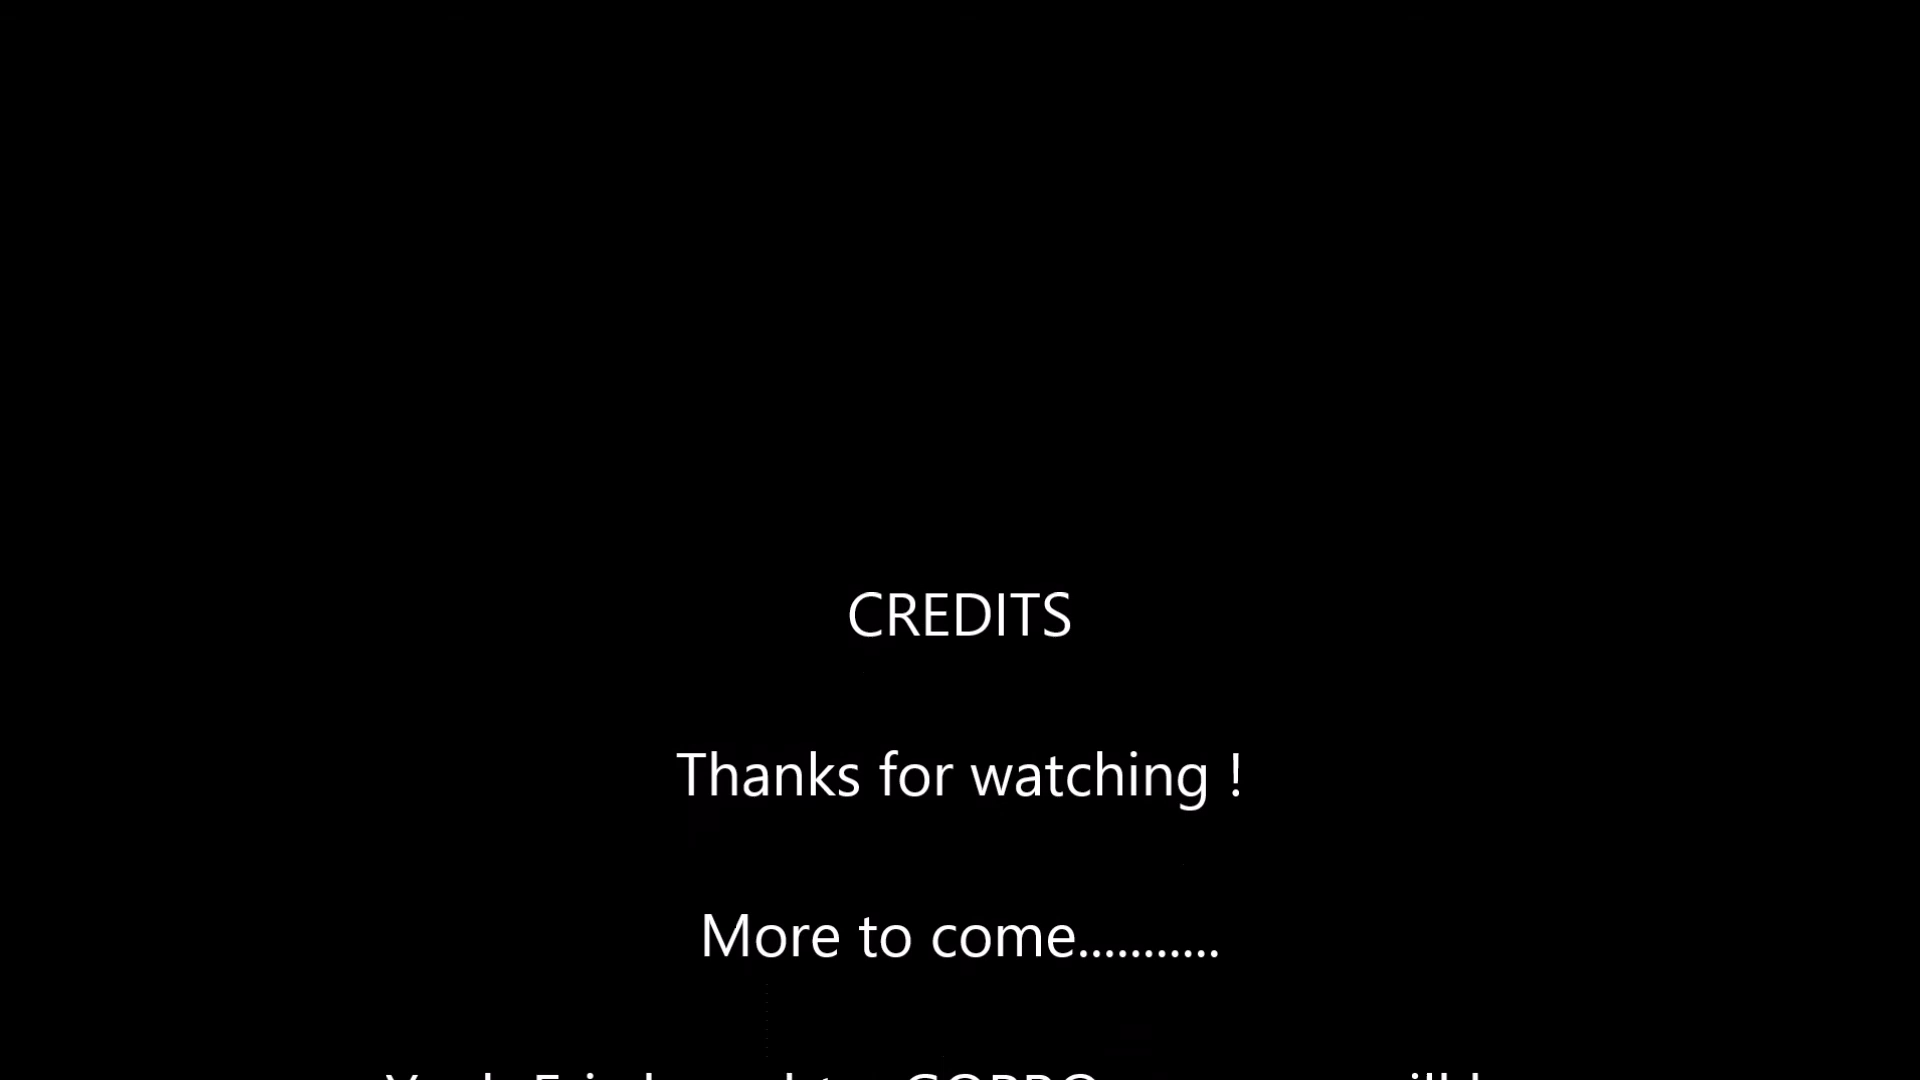 CREDITS
Thanks for watching !
More to come...........